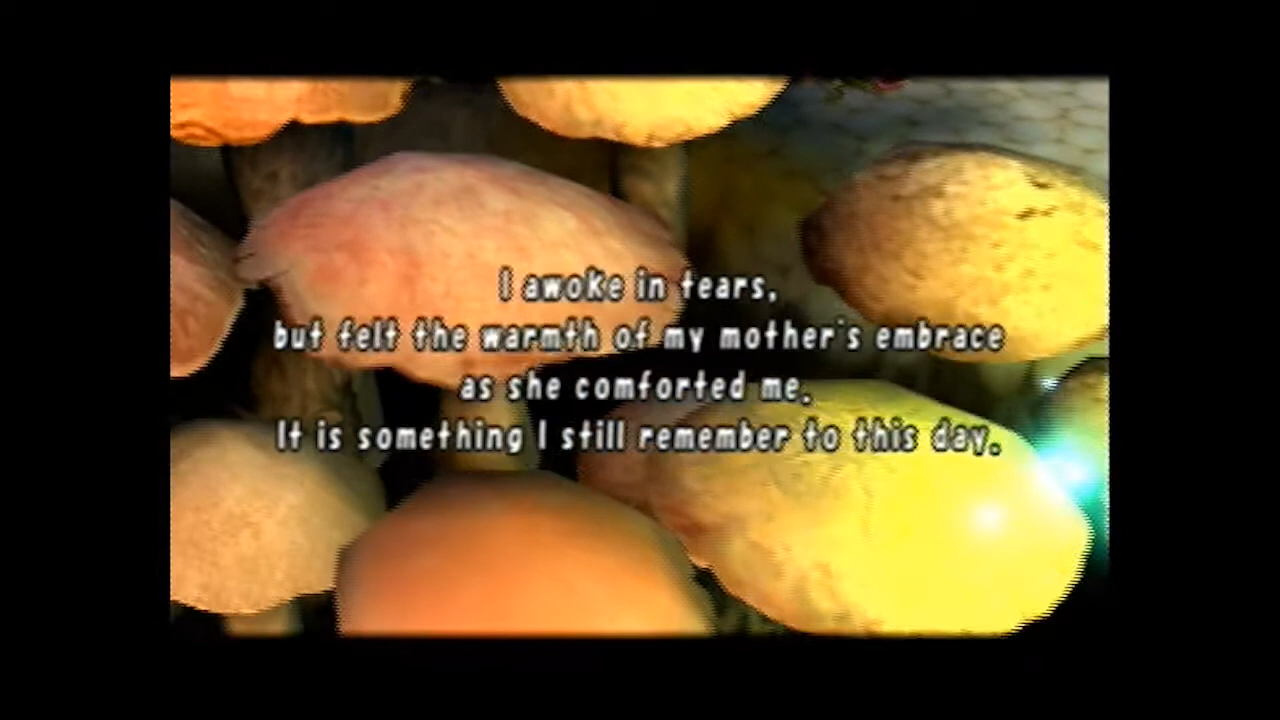 I awoke in tears,
but felt the warmth of my mother's embrace
as she comforted me.
It is something I still remember to this day.